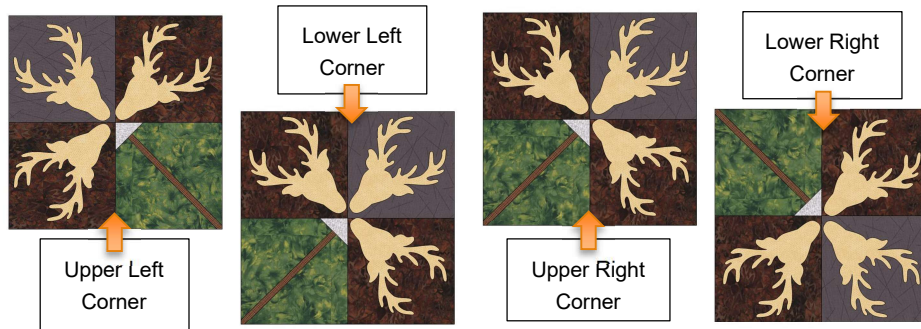 Lower Left
Corner
Lower Right
Corner
Upper Left
Corner
Upper Right
Corner